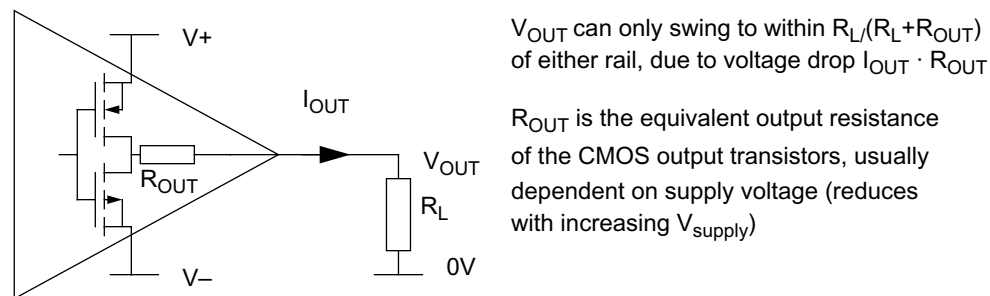 V+
I_OUT
R_OUT
V_OUT
R_L
V–
0V
V_OUT can only swing to within R_L/(R_L+R_OUT)
of either rail, due to voltage drop I_OUT · R_OUT
R_OUT is the equivalent output resistance
of the CMOS output transistors, usually
dependent on supply voltage (reduces
with increasing V_supply)